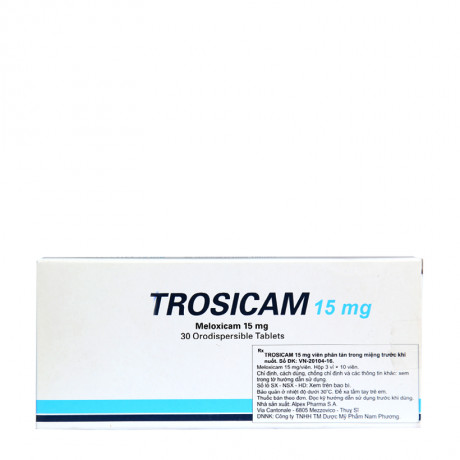 TROSICAM 15 mg
Meloxicam 15 mg
30 Orodispersible Tablets
Rx
TROSICAM 15 mg viên phân tán trong miệng trước khi
nuốt. Số ĐK: VN-20104-16.
Meloxicam 15 mg/viên. Hộp 3 vỉ × 10 viên.
Chỉ định, cách dùng, chống chỉ định và các thông tin khác: xem
trong tờ hướng dẫn sử dụng.
Số lô SX - NSX - HD: Xem trên bao bì.
Bảo quản ở nhiệt độ dưới 30°C. Để xa tầm tay trẻ em.
Thuốc bán theo đơn. Đọc kỹ hướng dẫn sử dụng trước khi dùng.
Nhà sản xuất: Alpex Pharma S.A.
Via Cantonale - 6805 Mezzovico - Thụy Sĩ
DNNK: Công ty TNHH TM Dược Mỹ Phẩm Nam Phương.